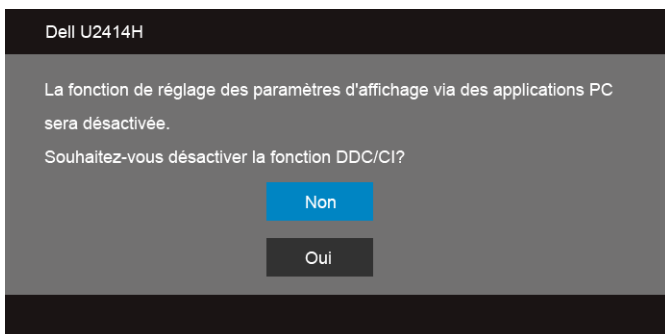 Dell U2414H
La fonction de réglage des paramètres d'affichage via des applications PC
sera désactivée.
Souhaitez-vous désactiver la fonction DDC/CI?
Non
Oui